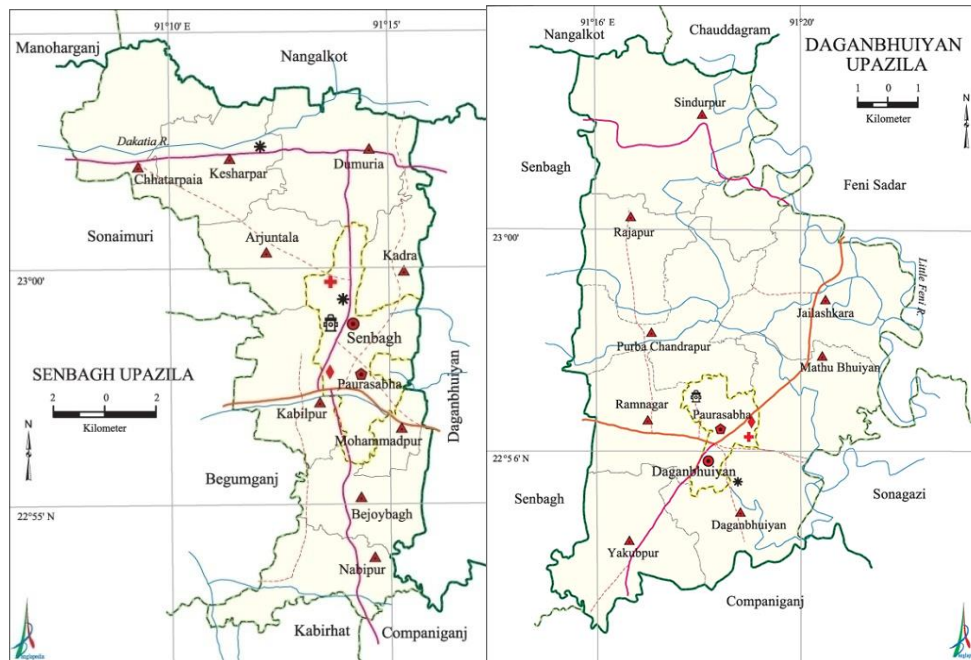 91°10' E
91°15'
Manoharganj
Nangalkot
Dakatia R.
Dumuria
Kesharpar
Chhatarpaia
Sonaimuri
Arjuntala
Kadra
23°00'
Senbagh
SENBAGH UPAZILA
2 0 2
Kilometer
Paurasabha
Daganbhuiyan
Kabilpur
N
Mohammadpur
Begumganj
22°55' N
Bejoybagh
Nabipur
Kabirhat
Companiganj
91°16' E
91°20'
Nangalkot
Chauddagram
DAGANBHUIYAN
UPAZILA
1 0 1
Kilometer
N
Sindurpur
Senbagh
Feni Sadar
Rajapur
23°00'
Little Feni R.
Jailashkara
Purba Chandrapur
Mathu Bhuiyan
Ramnagar
Paurasabha
22°56' N
Daganbhuiyan
Senbagh
Sonagazi
Daganbhuiyan
Yakubpur
Companiganj